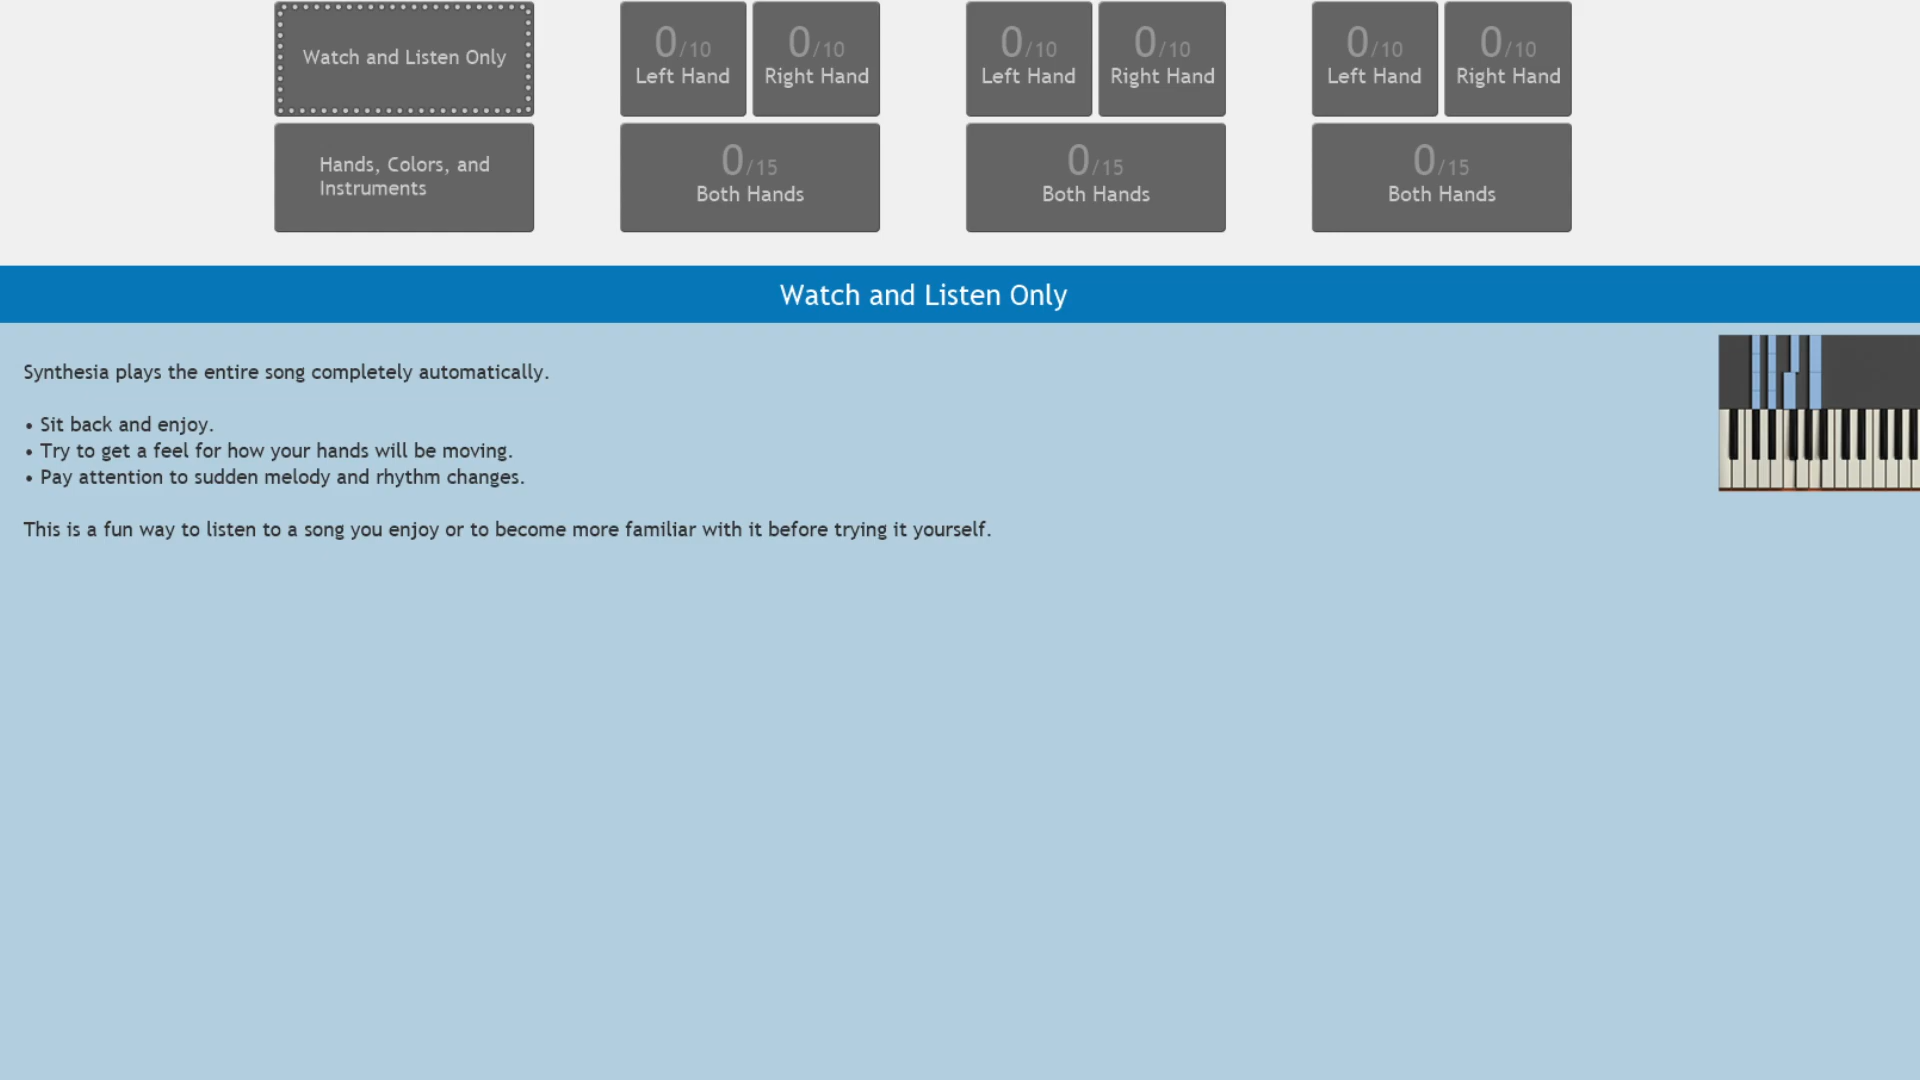 Watch and Listen Only
0/10
Left Hand
0/10
Right Hand
0/10
Left Hand
0/10
Right Hand
0/10
Left Hand
0/10
Right Hand
Hands, Colors, and
Instruments
0/15
Both Hands
0/15
Both Hands
0/15
Both Hands
Watch and Listen Only
Synthesia plays the entire song completely automatically.
• Sit back and enjoy.
• Try to get a feel for how your hands will be moving.
• Pay attention to sudden melody and rhythm changes.
This is a fun way to listen to a song you enjoy or to become more familiar with it before trying it yourself.